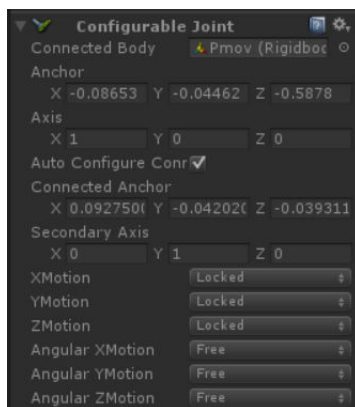 Configurable Joint
Connected Body Pmov (Rigidboc
Anchor
X -0.08653 Y -0.04462 Z -0.5878
Axis
X 1 Y 0 Z 0
Auto Configure Conr
Connected Anchor
X 0.092750( Y -0.04202( Z -0.039311
Secondary Axis
X 0 Y 1 Z 0
XMotion Locked
YMotion Locked
ZMotion Locked
Angular XMotion Free
Angular YMotion Free
Angular ZMotion Free